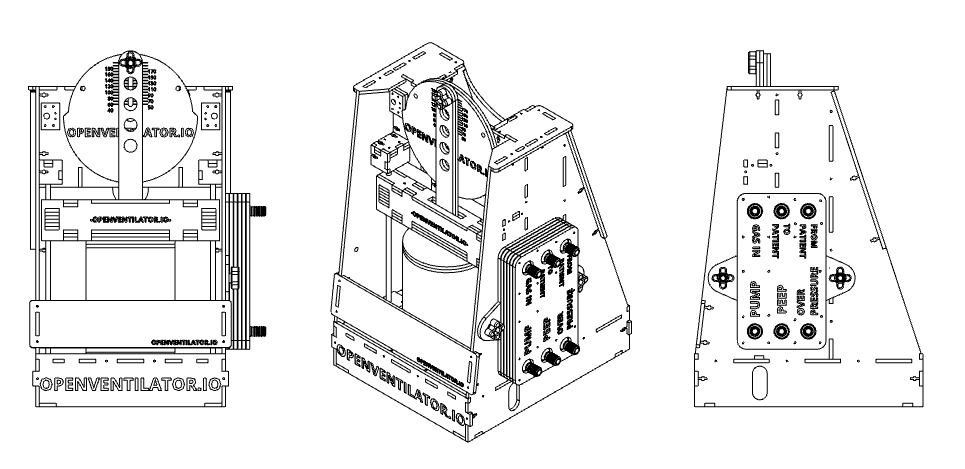 OPENVENTILATOR.IO
-OPENVENTILATOR.IO-
OPENVENTILATOR.IO
OPENVENTILATOR.IO
OPENVENTILATOR.IO
-OPENVENTILATOR.IO-
GAS IN
TO
PATIENT
FROM
PATIENT
PUMP
PEEP
OVER
PRESSURE
OPENVENTILATOR.IO
OPENVENTILATOR.IO
GAS IN
TO
PATIENT
FROM
PATIENT
PUMP
PEEP
OVER
PRESSURE